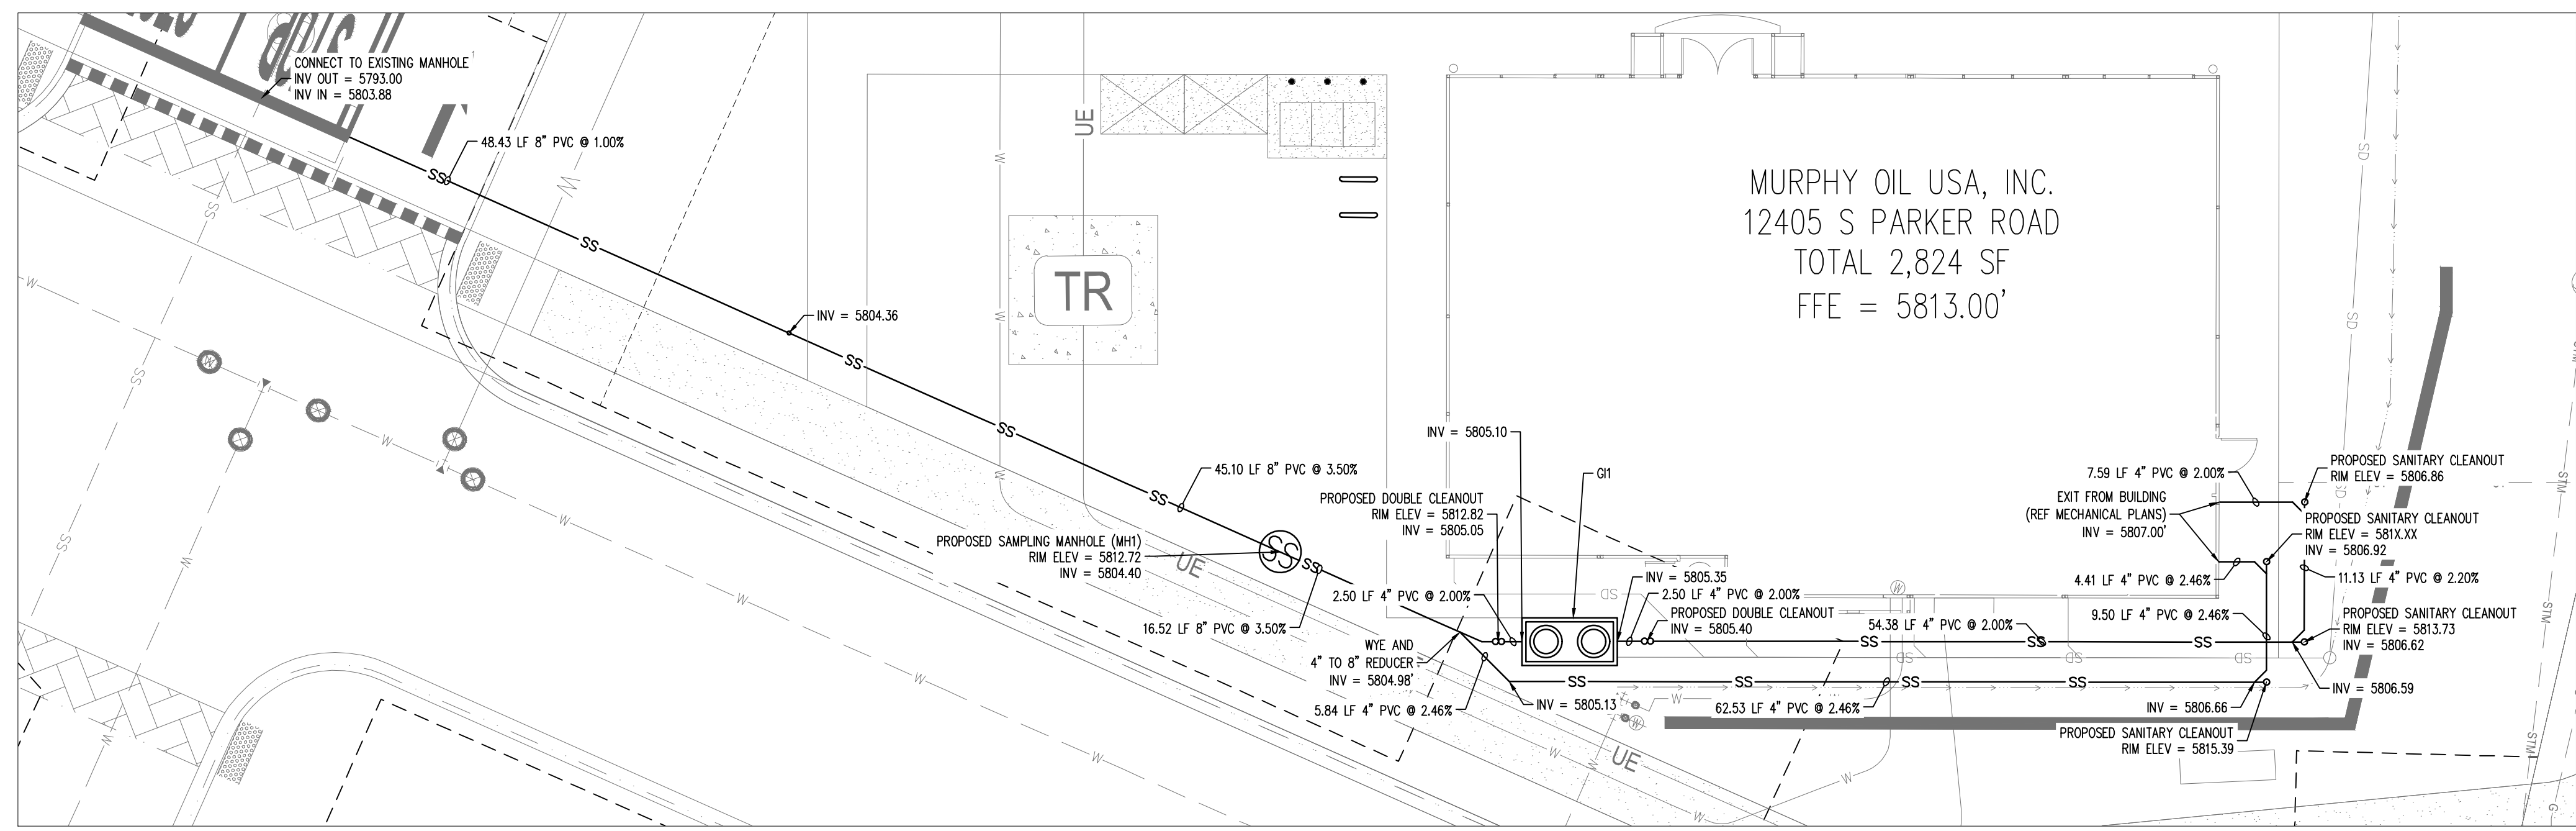 CONNECT TO EXISTING MANHOLE
INV OUT = 5793.00
INV IN = 5803.88
48.43 LF 8" PVC @ 1.00%
SS
SS
INV = 5804.36
SS
SS
SS
45.10 LF 8" PVC @ 3.50%
PROPOSED SAMPLING MANHOLE (MH1)
RIM ELEV = 5812.72
INV = 5804.40
SS
SS
16.52 LF 8" PVC @ 3.50%
UE
TR
UE
UE
W
W
W
MURPHY OIL USA, INC.
12405 S PARKER ROAD
TOTAL 2,824 SF
FFE = 5813.00'
INV = 5805.10
GI1
PROPOSED DOUBLE CLEANOUT
RIM ELEV = 5812.82
INV = 5805.05
2.50 LF 4" PVC @ 2.00%
WYE AND
4" TO 8" REDUCER
INV = 5804.98'
5.84 LF 4" PVC @ 2.46%
INV = 5805.13
INV = 5805.35
2.50 LF 4" PVC @ 2.00%
PROPOSED DOUBLE CLEANOUT
INV = 5805.40
54.38 LF 4" PVC @ 2.00%
SS
SS
SS
SS
SS
SS
SS
62.53 LF 4" PVC @ 2.46%
7.59 LF 4" PVC @ 2.00%
EXIT FROM BUILDING
(REF MECHANICAL PLANS)
INV = 5807.00'
4.41 LF 4" PVC @ 2.46%
9.50 LF 4" PVC @ 2.46%
PROPOSED SANITARY CLEANOUT
RIM ELEV = 5806.86
PROPOSED SANITARY CLEANOUT
RIM ELEV = 581X.XX
INV = 5806.92
11.13 LF 4" PVC @ 2.20%
PROPOSED SANITARY CLEANOUT
RIM ELEV = 5813.73
INV = 5806.62
INV = 5806.59
INV = 5806.66
PROPOSED SANITARY CLEANOUT
RIM ELEV = 5815.39
SD
SD
SD
SD
SD
SD
SD
SD
STM
STM
STM
SS
SS
SS
W
W
W
W
W
W
W
W
W
W
W
G